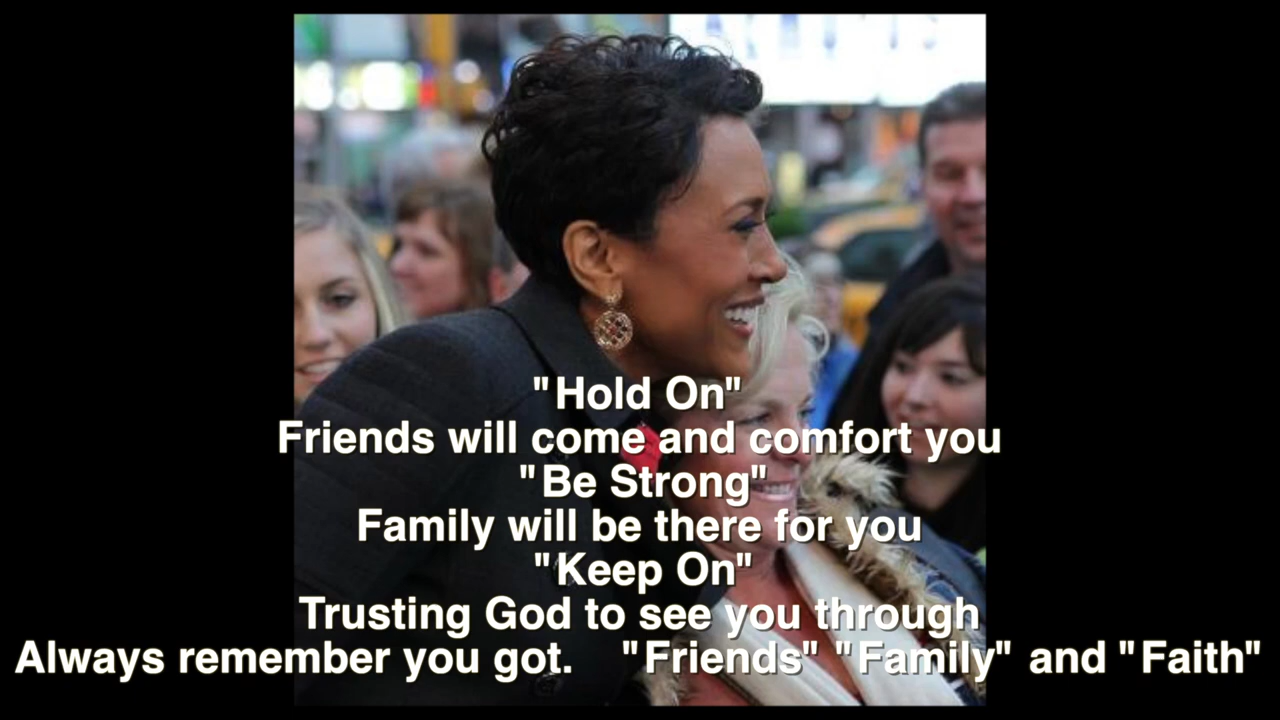 "Hold On"
Friends will come and comfort you
"Be Strong"
Family will be there for you
"Keep On"
Trusting God to see you through
Always remember you got. "Friends" "Family" and "Faith"